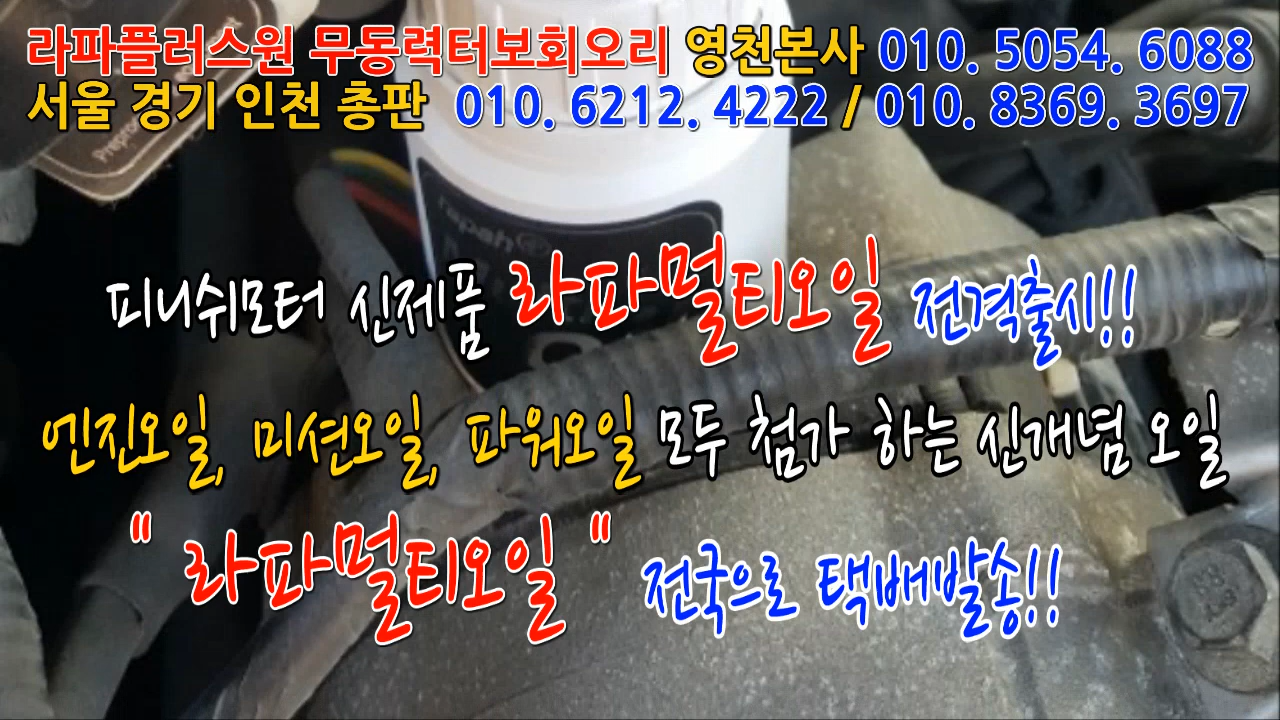 라파플러스원 무동력터보회오리 영천본사 010. 5054. 6088
서울 경기 인천 총판 010. 6212. 4222 / 010. 8369. 3697
rapah
피니쉬모터 신제품 라파멀티오일 전격출시!!
엔진오일, 미션오일, 파워오일 모두 첨가 하는 신개념 오일
" 라파멀티오일 " 전국으로 택배발송!!